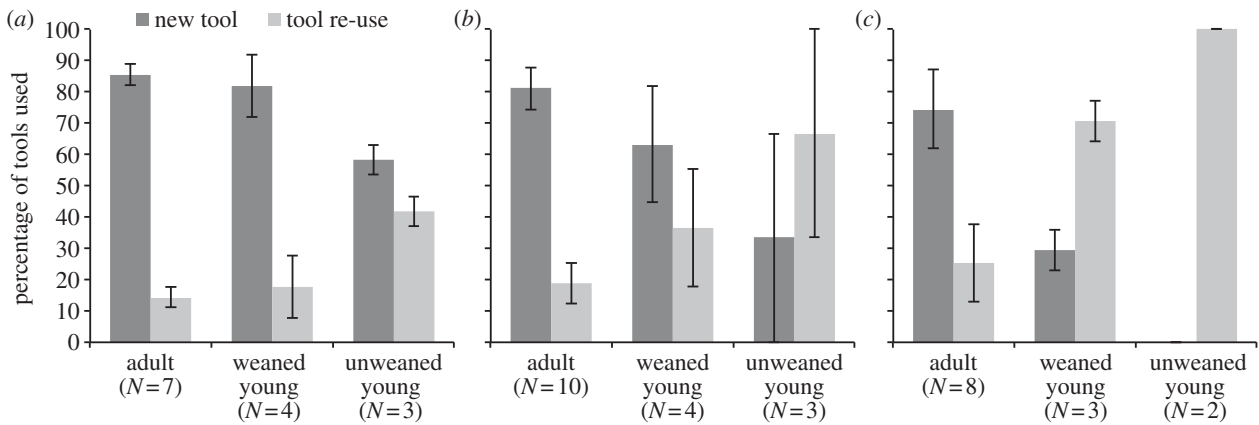 (a) new tool tool re-use (b) (c)
percentage of tools used
100
90
80
70
60
50
40
30
20
10
0
adult
(N=7)
weaned
young
(N=4)
unweaned
young
(N=3)
adult
(N=10)
weaned
young
(N=4)
unweaned
young
(N=3)
adult
(N=8)
weaned
young
(N=3)
unweaned
young
(N=2)